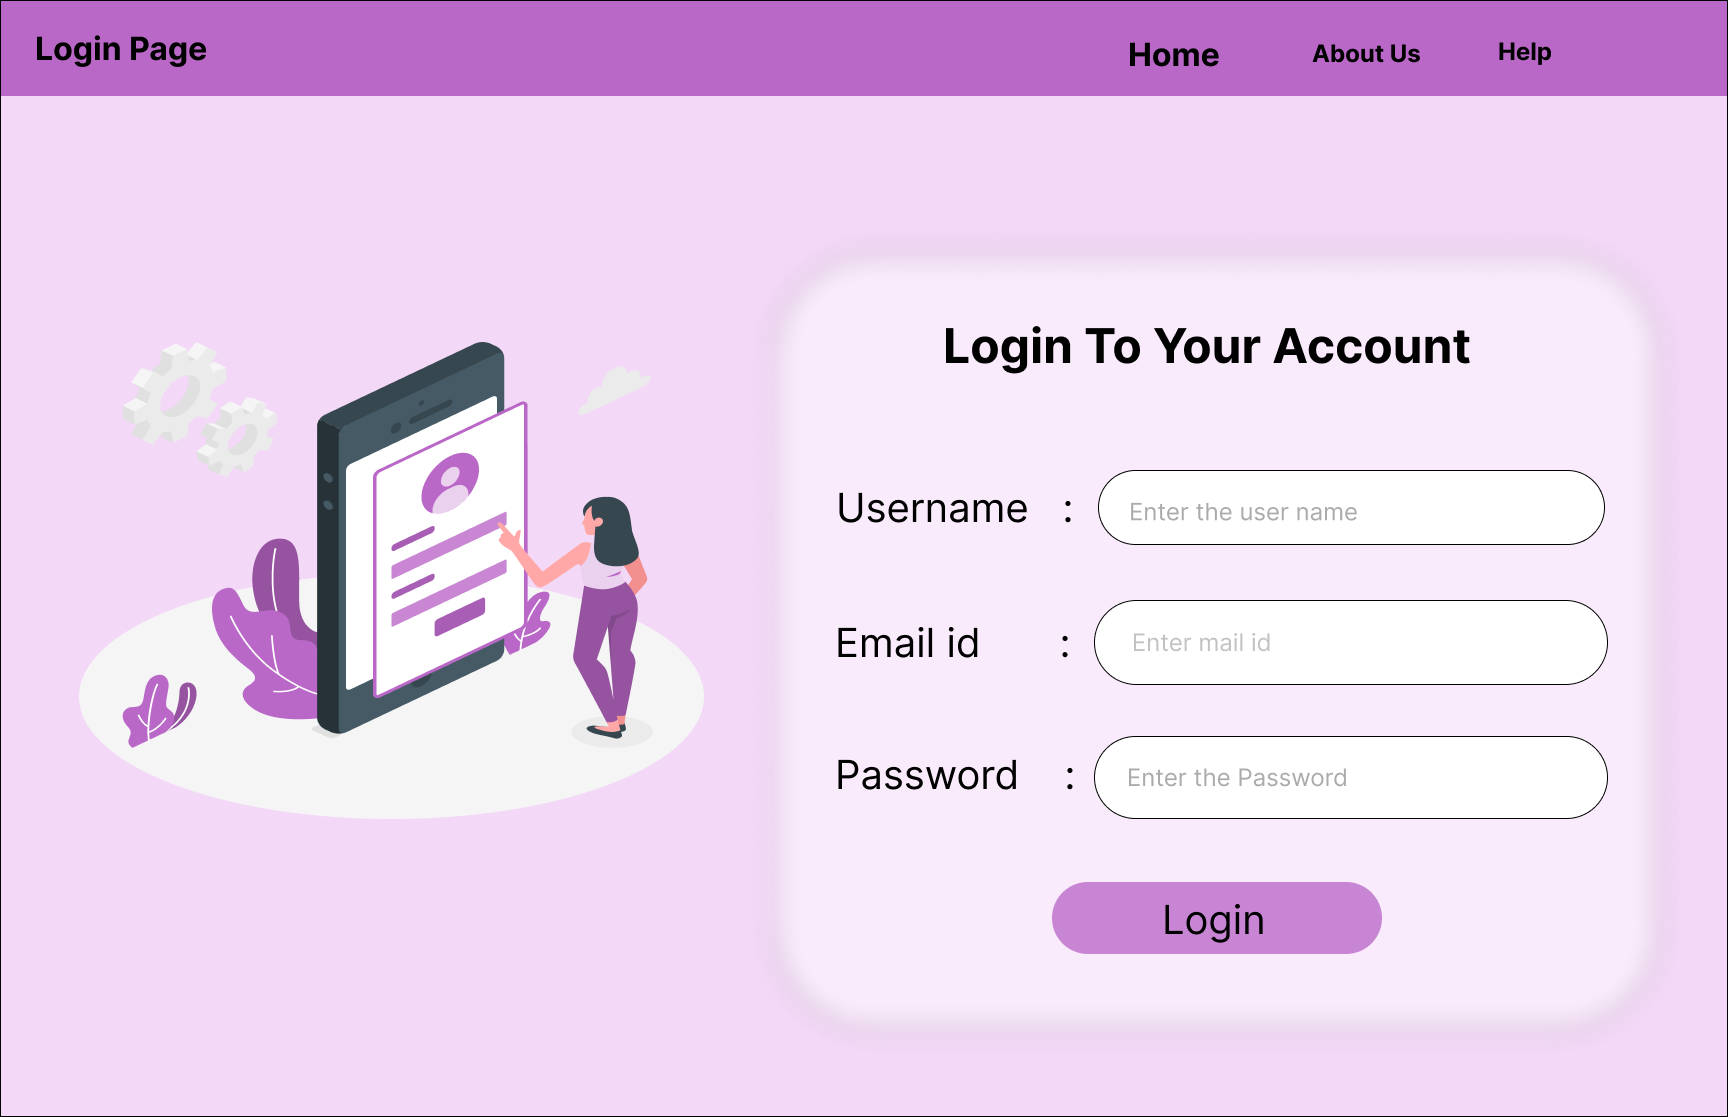 Login Page
Home About Us Help
Login To Your Account
Username : Enter the user name
Email id : Enter mail id
Password : Enter the Password
Login